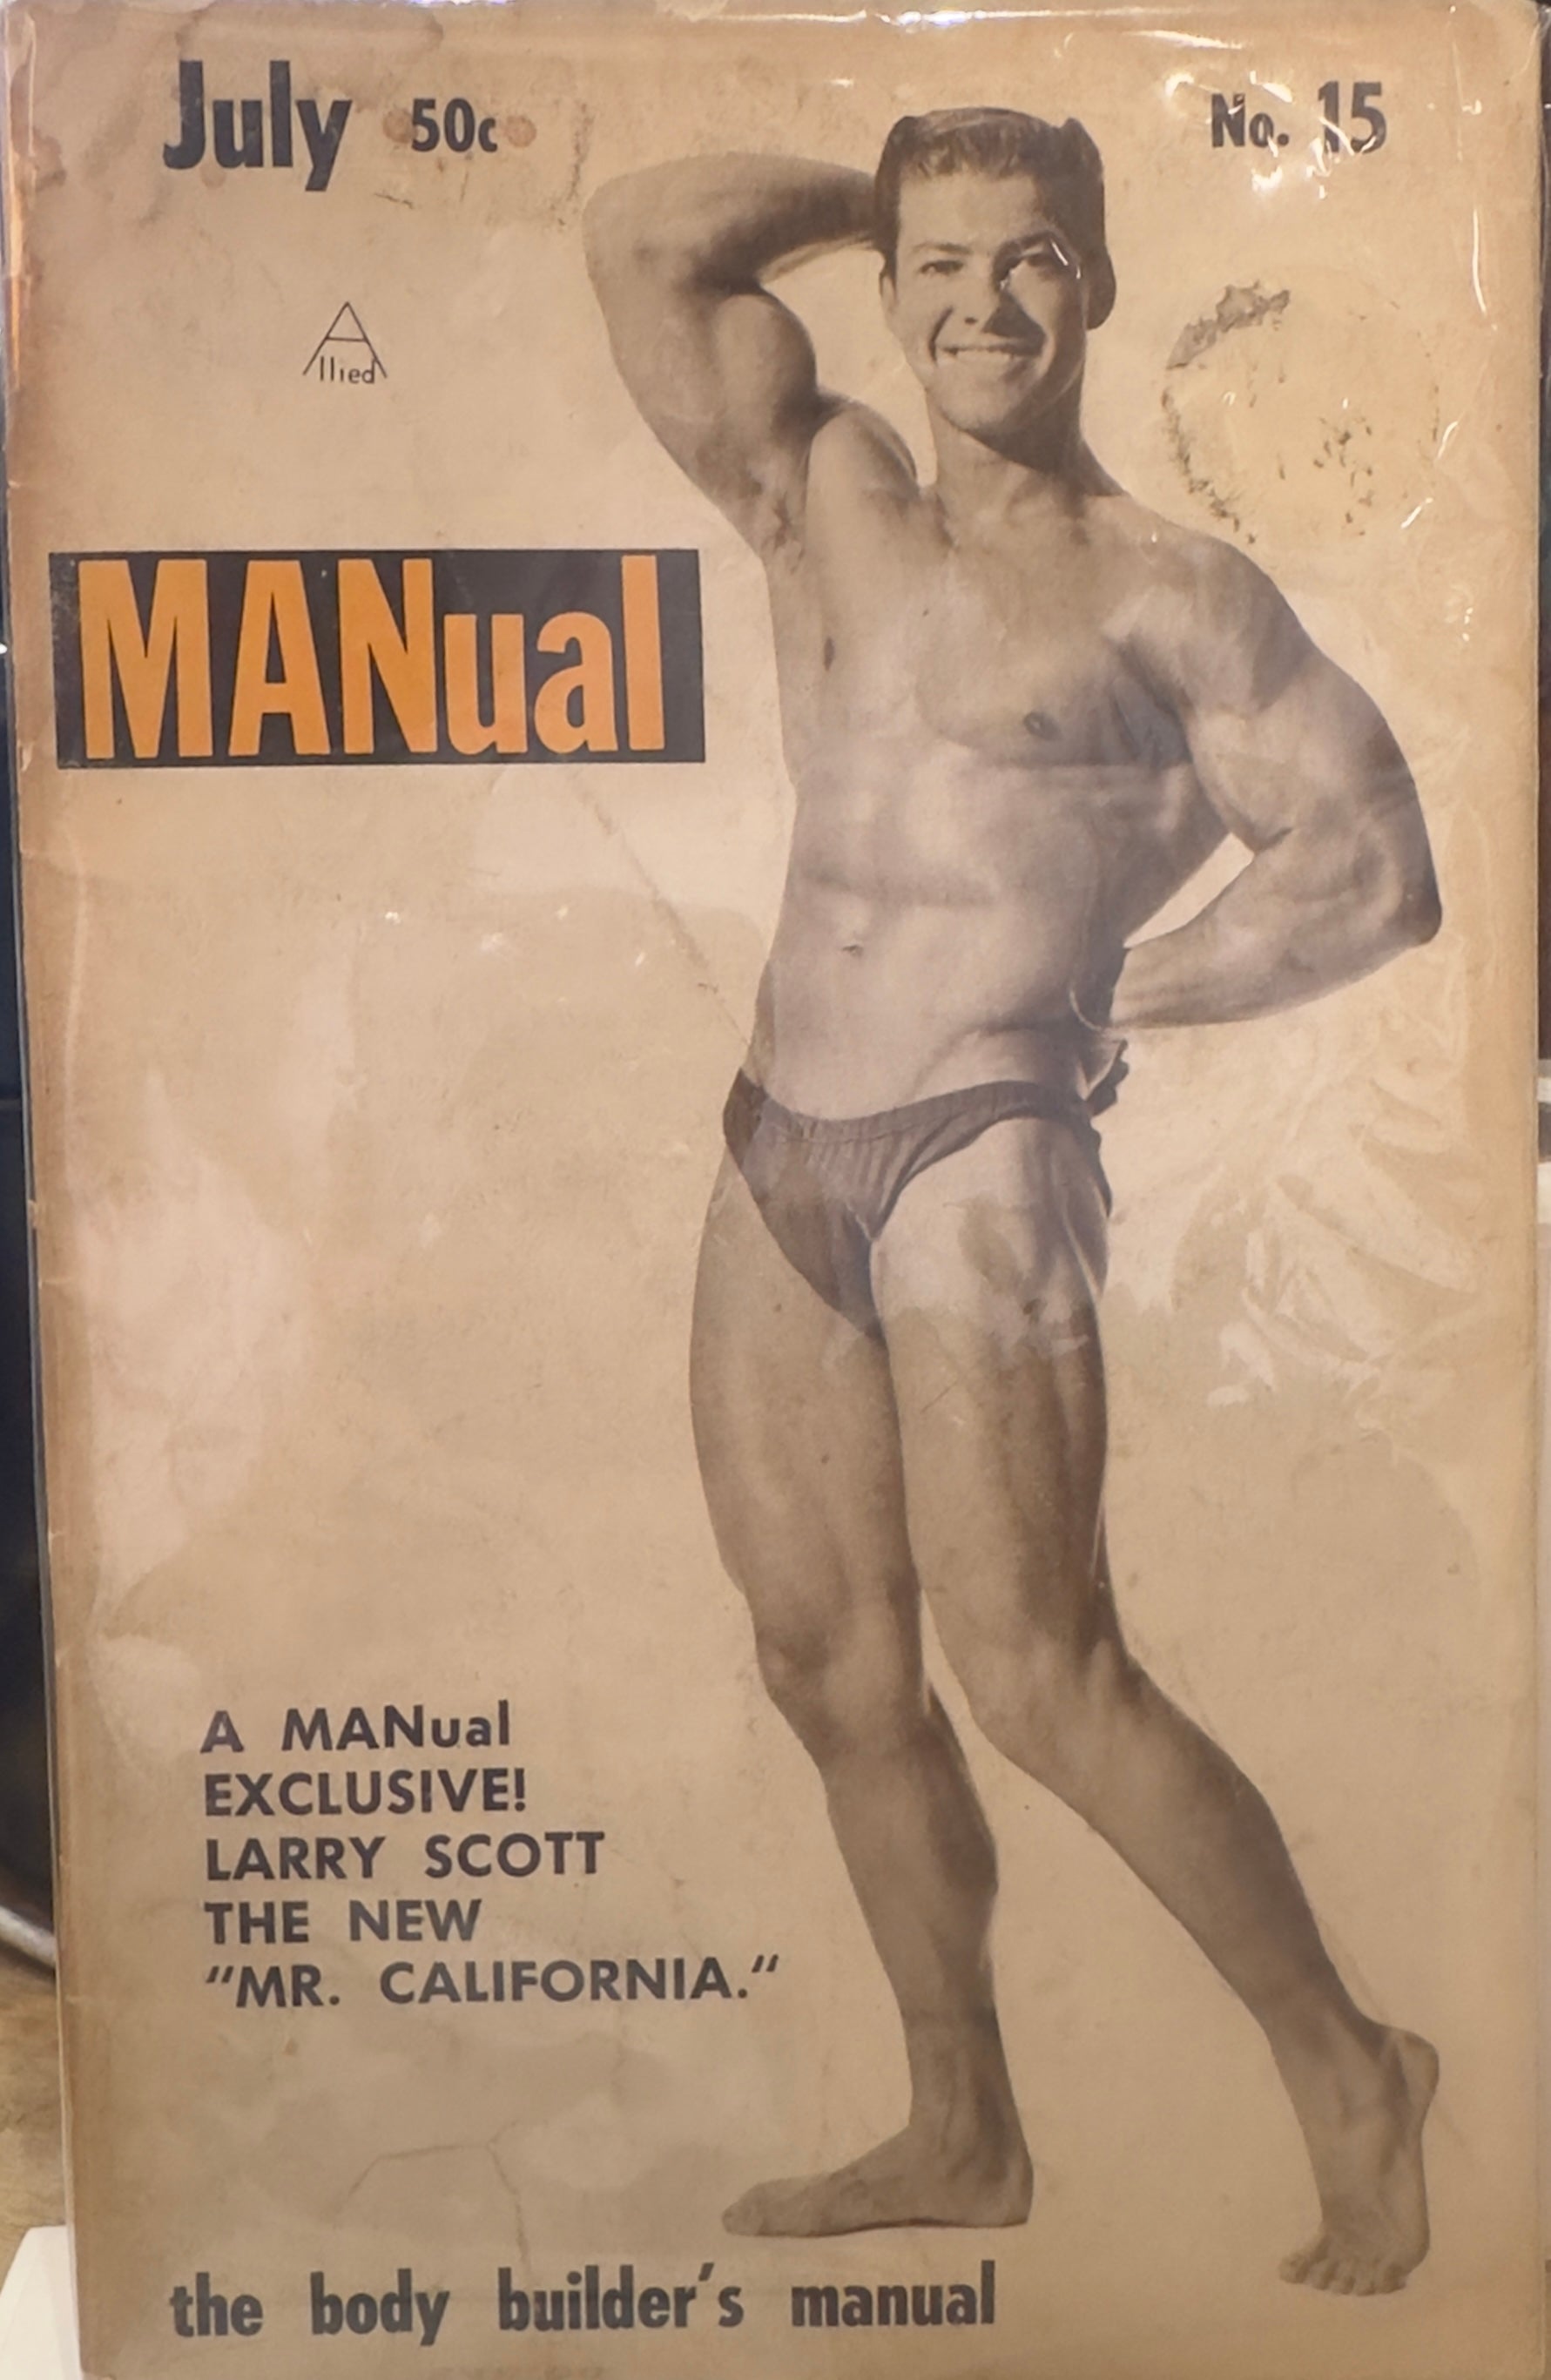 July 50c No. 15
Allied
MANual
A MANual
EXCLUSIVE!
LARRY SCOTT
THE NEW
"MR. CALIFORNIA."
the body builder's manual